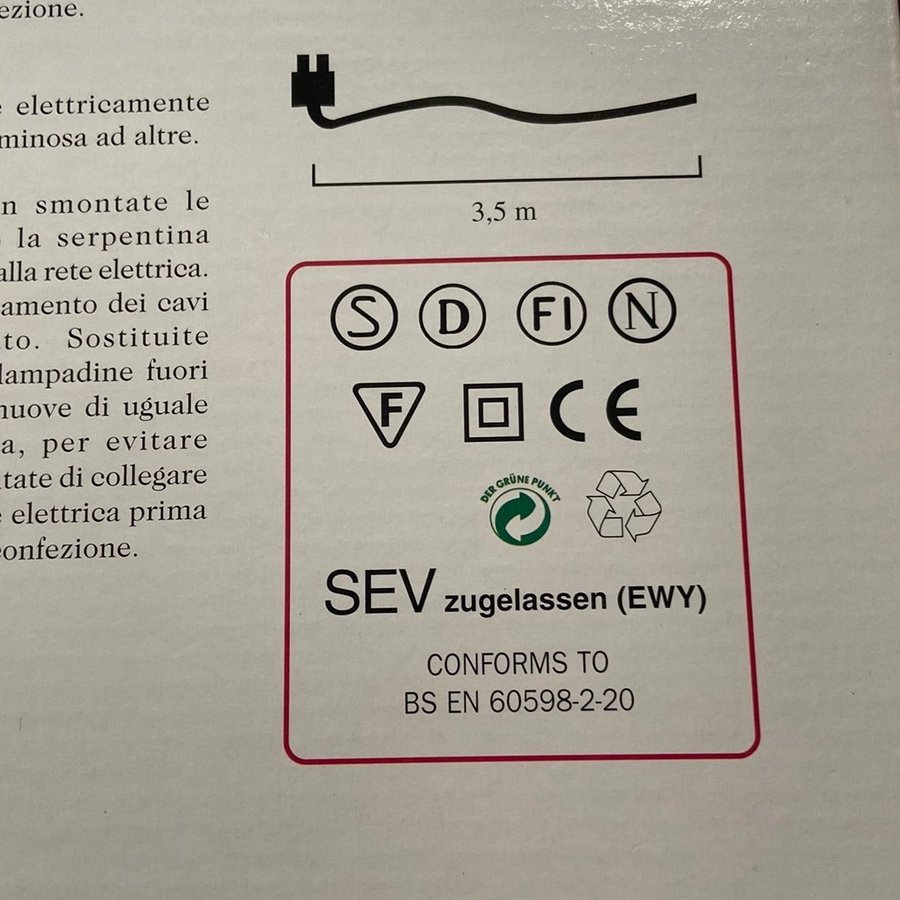 ezione.
e elettricamente
minosa ad altre.
n smontate le
la serpentina
alla rete elettrica.
amento dei cavi
to. Sostituite
lampadine fuori
nuove di uguale
a, per evitare
tate di collegare
e elettrica prima
onfezione.
3,5 m
S D FI N
F CE
DER GRÜNE PUNKT
SEV zugelassen (EWY)
CONFORMS TO
BS EN 60598-2-20